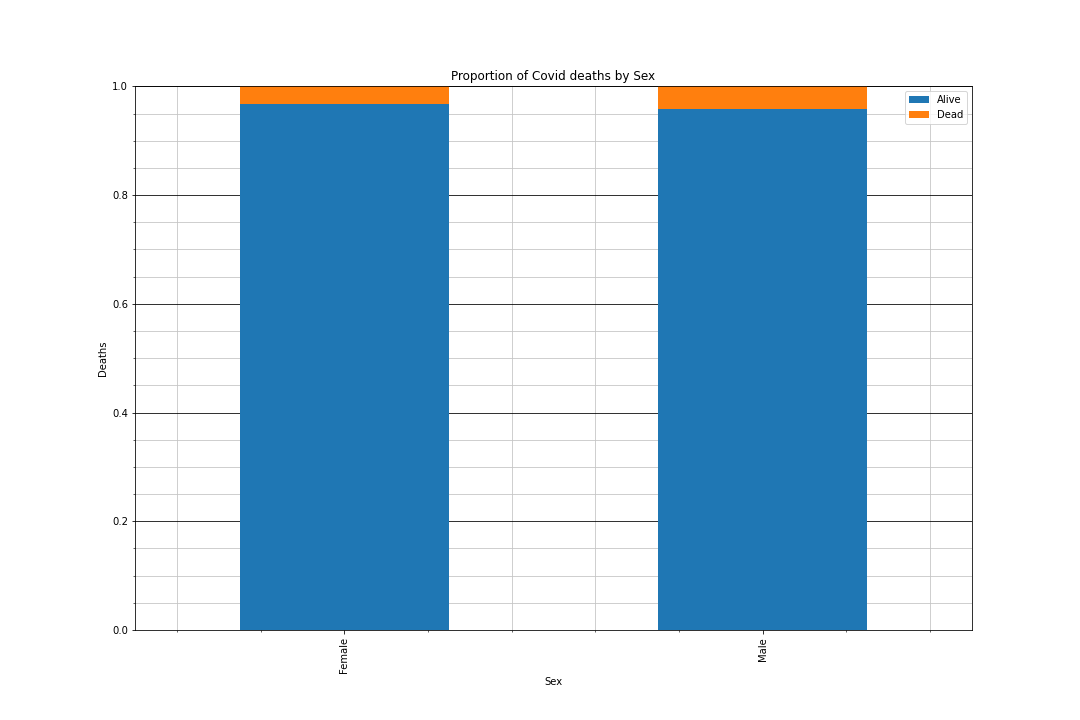 Proportion of Covid deaths by Sex
Alive
Dead
1.0
0.8
0.6
0.4
0.2
0.0
Deaths
Female
Male
Sex